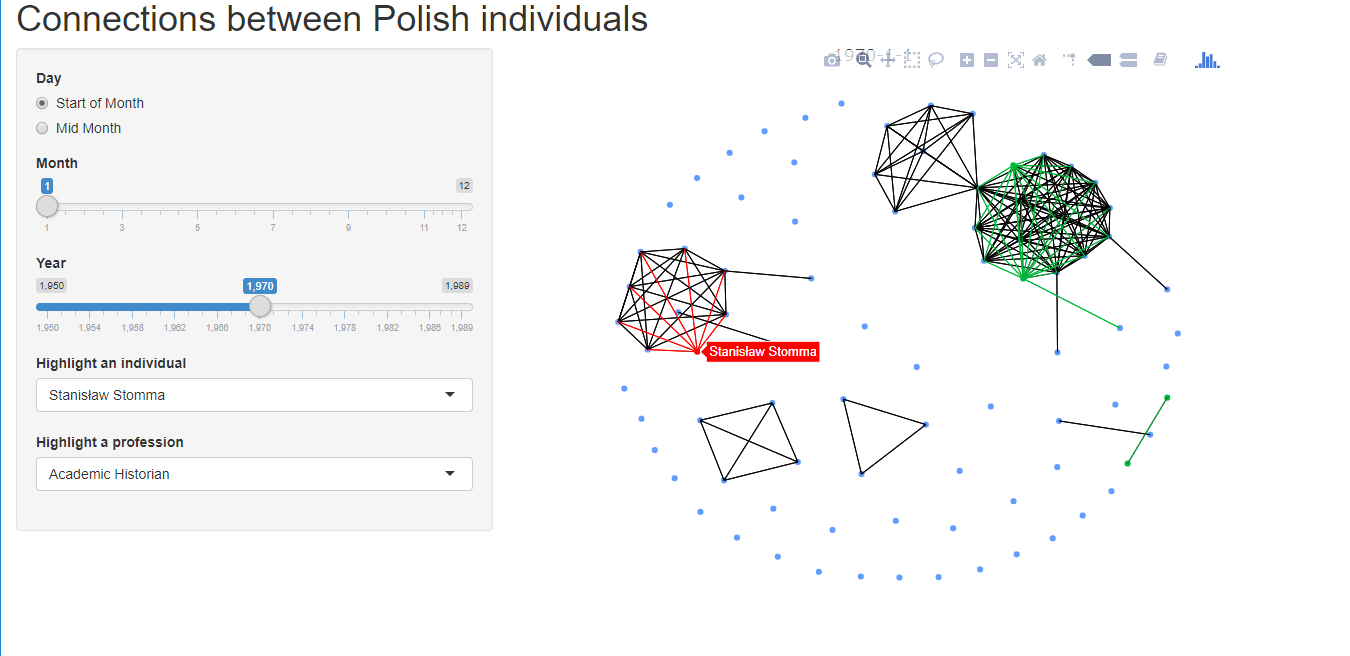 Connections between Polish individuals
Day
Start of Month
Mid Month
Month
1
12
1 3 5 7 9 11 12
Year
1,950
1,970
1,989
1,950 1,954 1,958 1,962 1,966 1,970 1,974 1,978 1,982 1,986 1,989
Highlight an individual
Stanisław Stomma
Highlight a profession
Academic Historian
1970-1-1
Stanisław Stomma